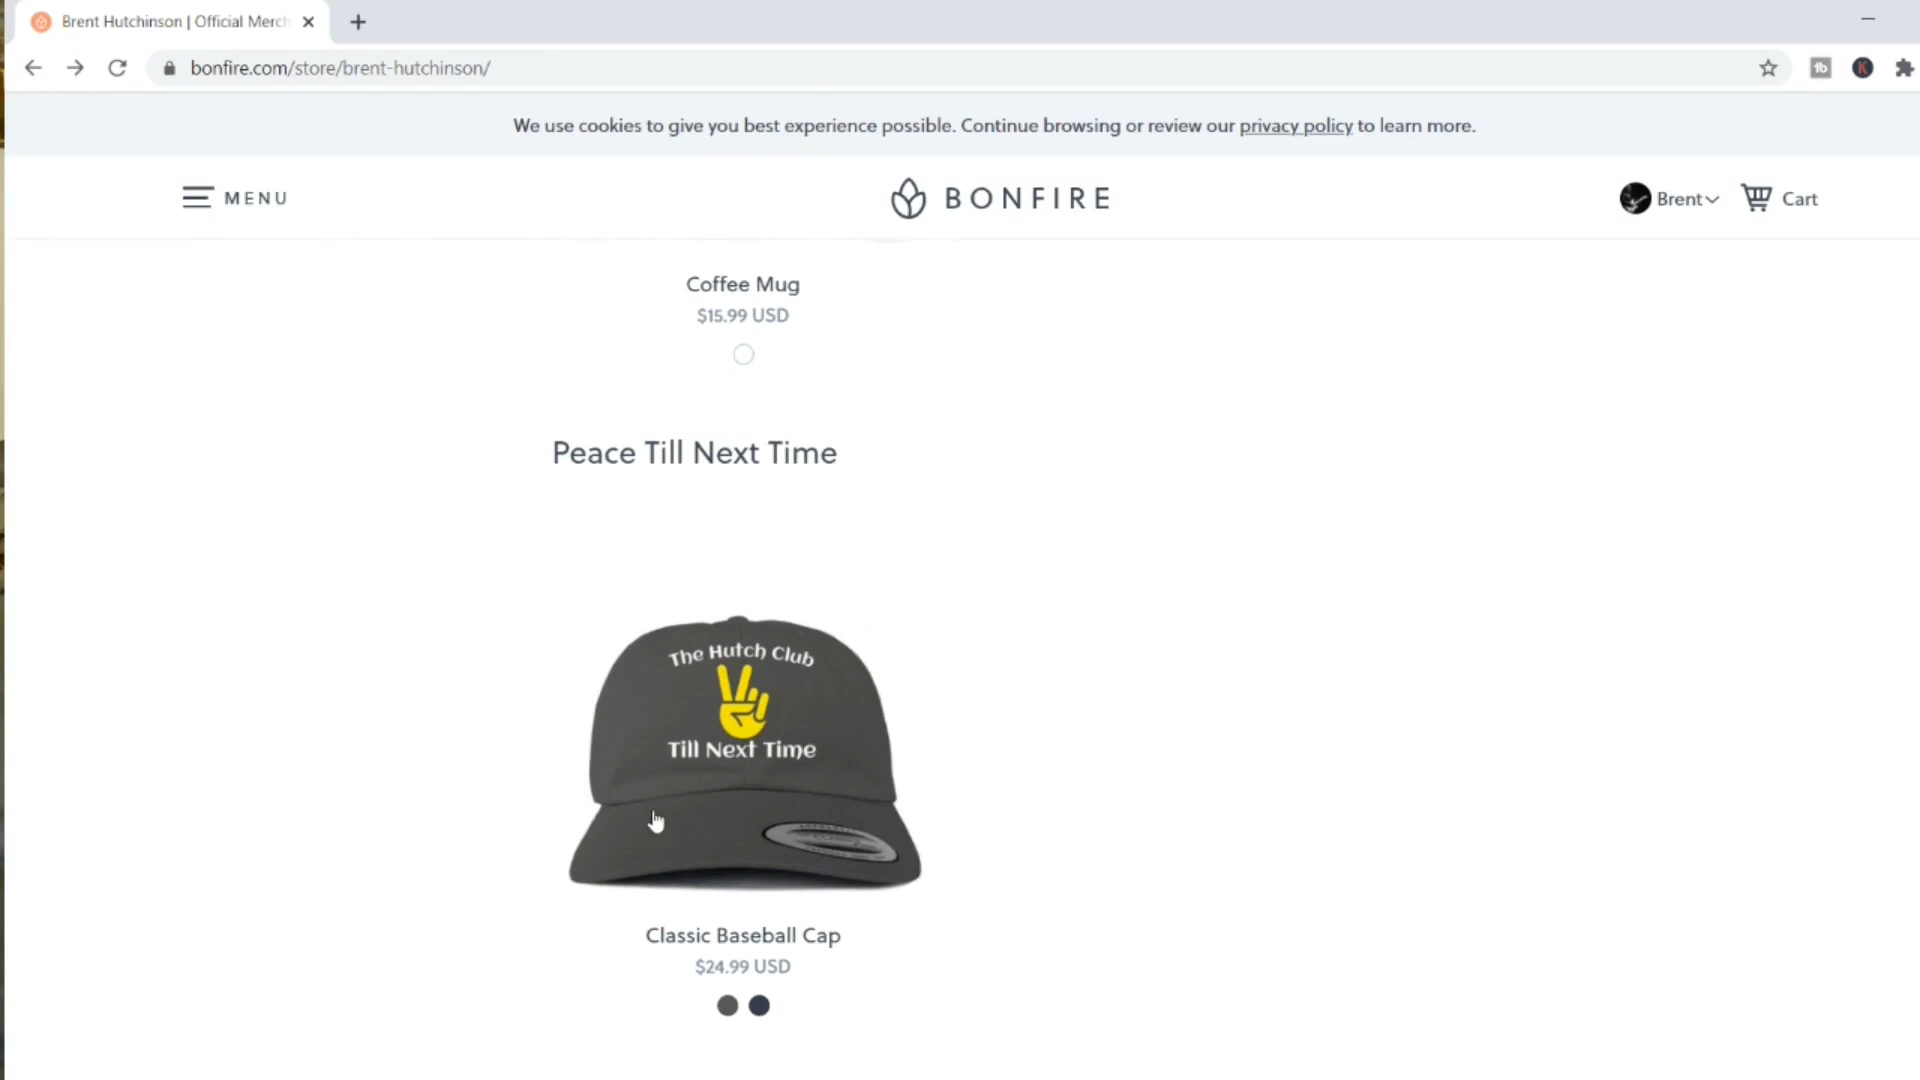 Brent Hutchinson | Official Merch
bonfire.com/store/brent-hutchinson/
We use cookies to give you best experience possible. Continue browsing or review our privacy policy to learn more.
MENU
BONFIRE
Brent
Cart
Coffee Mug
$15.99 USD
Peace Till Next Time
The Hutch Club
Till Next Time
Classic Baseball Cap
$24.99 USD